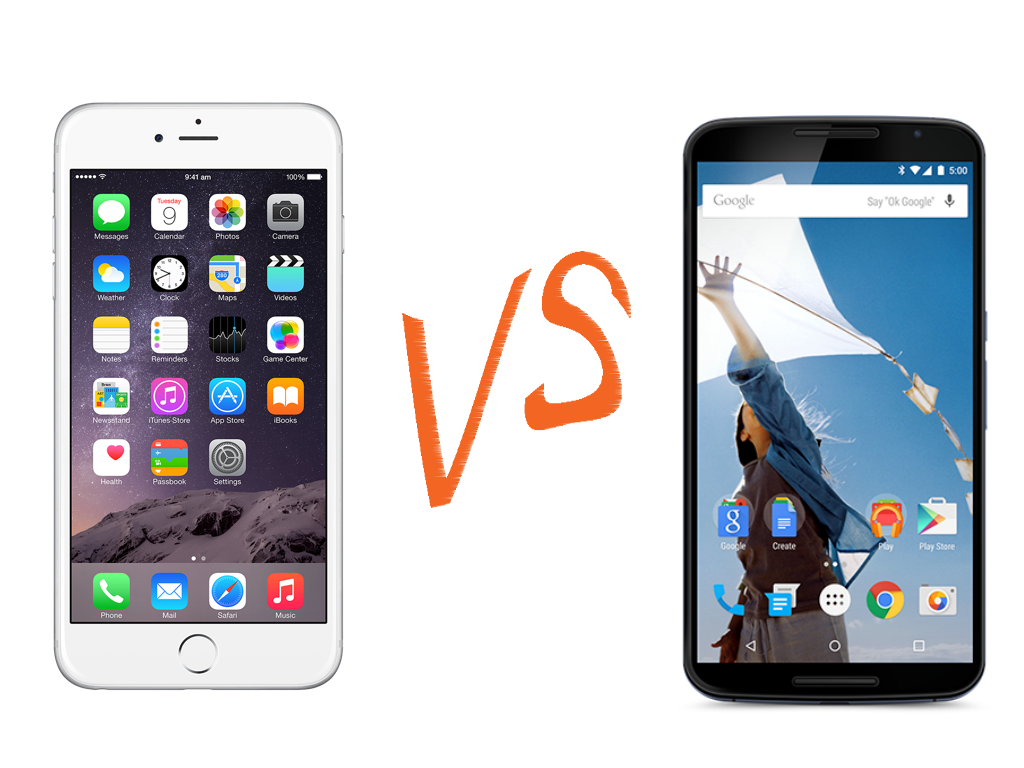 9:41 am 100%
Tuesday
9
Messages Calendar Photos Camera
280
Weather Clock Maps Videos
Notes Reminders Stocks Game Center
Newsstand iTunes Store App Store iBooks
Health Passbook Settings
Phone Mail Safari Music
VS
5:00
Google Say "Ok Google"
g
Google Create Play Play Store